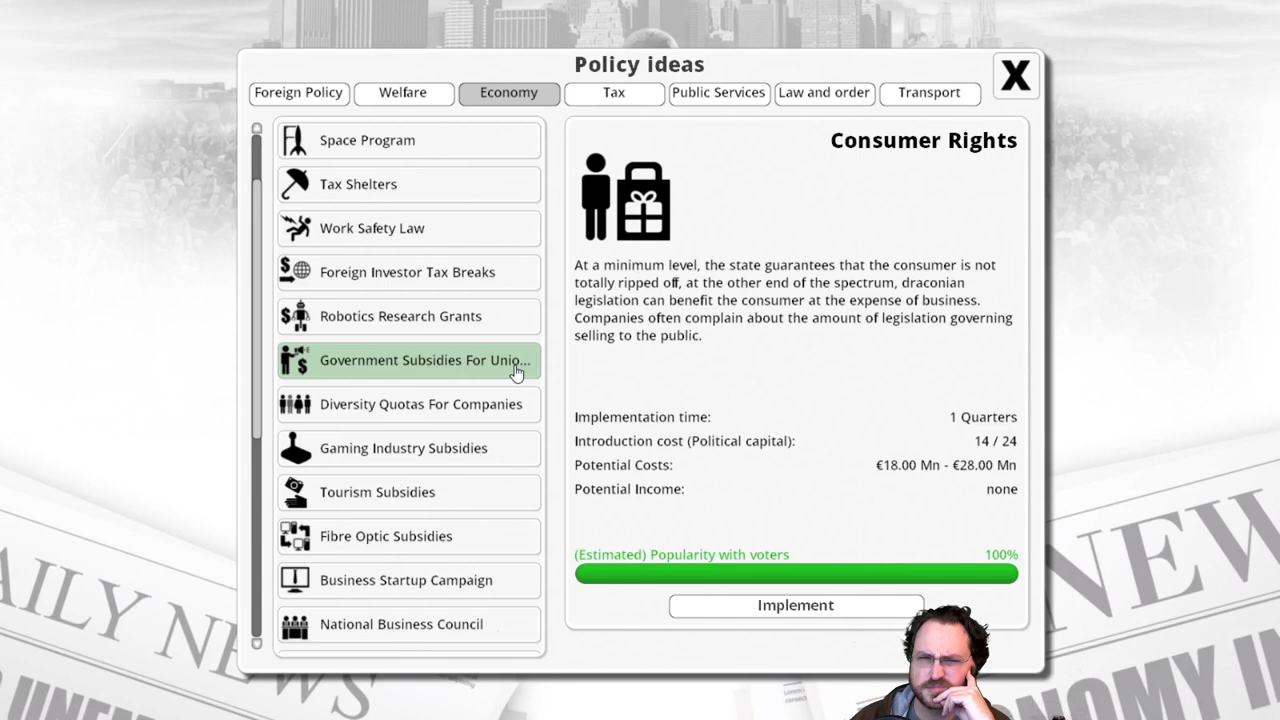 Policy ideas
X
Foreign Policy
Welfare
Economy
Tax
Public Services
Law and order
Transport
Space Program
Tax Shelters
Work Safety Law
Foreign Investor Tax Breaks
Robotics Research Grants
Government Subsidies For Unio...
Diversity Quotas For Companies
Gaming Industry Subsidies
Tourism Subsidies
Fibre Optic Subsidies
Business Startup Campaign
National Business Council
Consumer Rights
At a minimum level, the state guarantees that the consumer is not
totally ripped off, at the other end of the spectrum, draconian
legislation can benefit the consumer at the expense of business.
Companies often complain about the amount of legislation governing
selling to the public.
Implementation time: 1 Quarters
Introduction cost (Political capital): 14 / 24
Potential Costs: €18.00 Mn - €28.00 Mn
Potential Income: none
(Estimated) Popularity with voters 100%
Implement
AILY NEWS
NEW
ONOMY IN